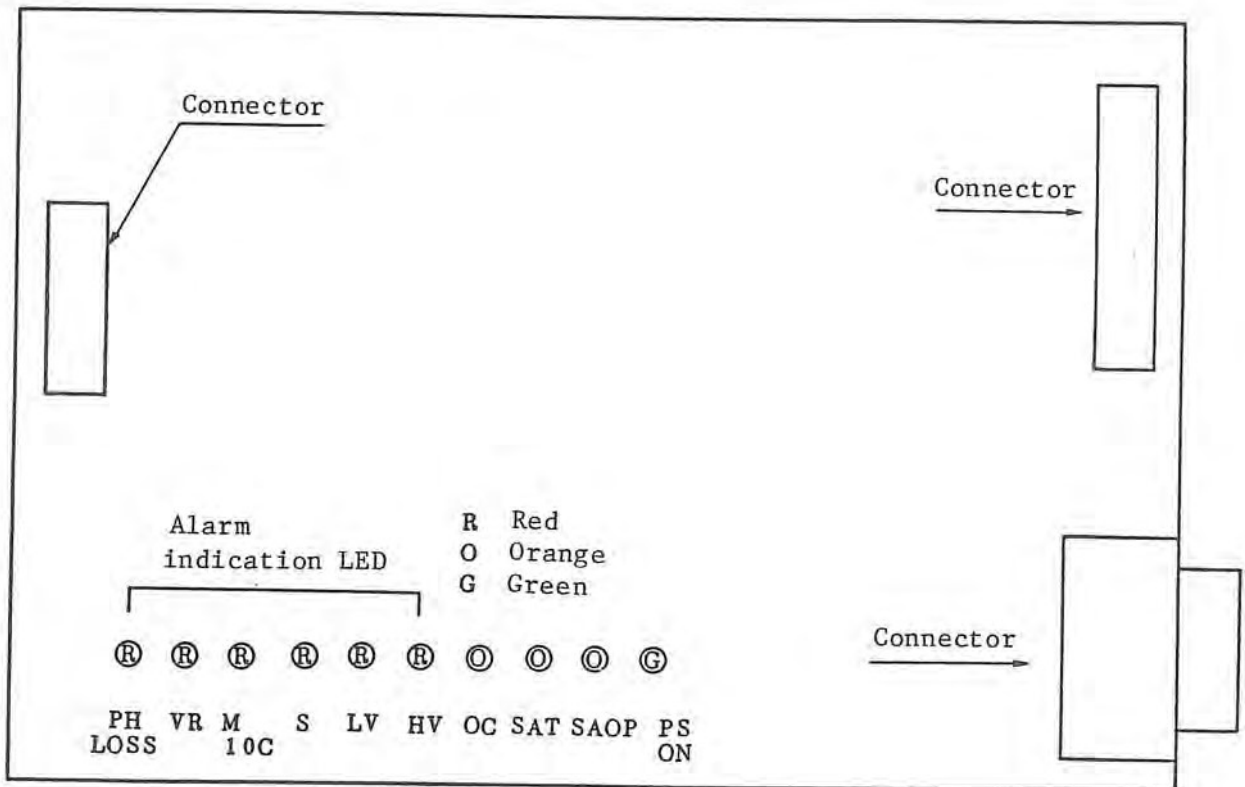 Connector
Connector
Alarm
indication LED
R Red
O Orange
G Green
R R R R R R O O O G
Connector
PH VR M S LV HV OC SAT SAOP PS
LOSS 10C ON